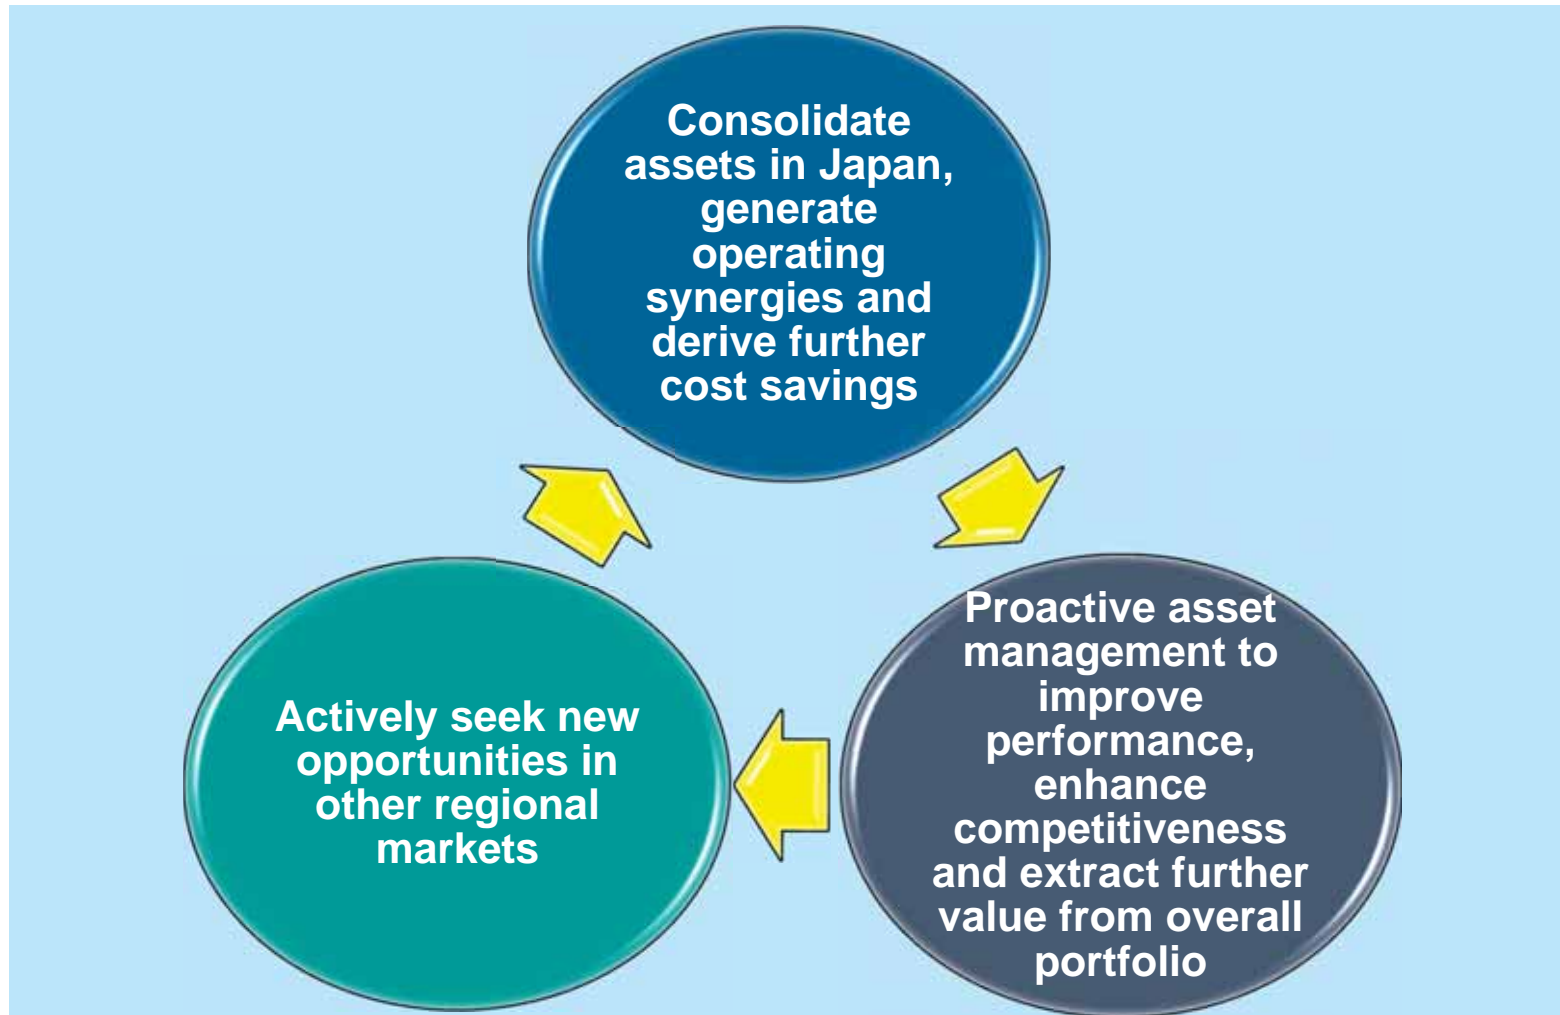 Consolidate
assets in Japan,
generate
operating
synergies and
derive further
cost savings
Proactive asset
management to
improve
performance,
enhance
competitiveness
and extract further
value from overall
portfolio
Actively seek new
opportunities in
other regional
markets